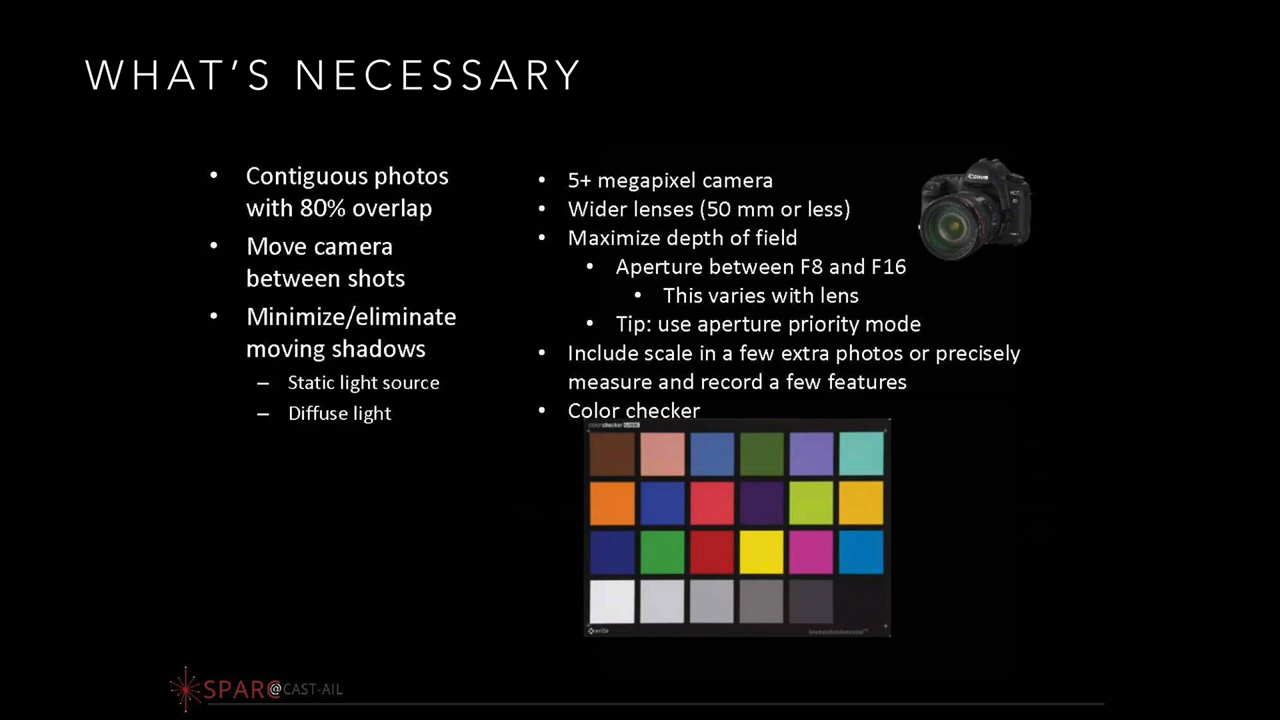 WHAT'S NECESSARY
• Contiguous photos
with 80% overlap
• Move camera
between shots
• Minimize/eliminate
moving shadows
– Static light source
– Diffuse light
• 5+ megapixel camera
• Wider lenses (50 mm or less)
• Maximize depth of field
• Aperture between F8 and F16
• This varies with lens
• Tip: use aperture priority mode
• Include scale in a few extra photos or precisely
measure and record a few features
• Color checker
Canon
colorchecker
x-rite
SPARC@CAST-AIL